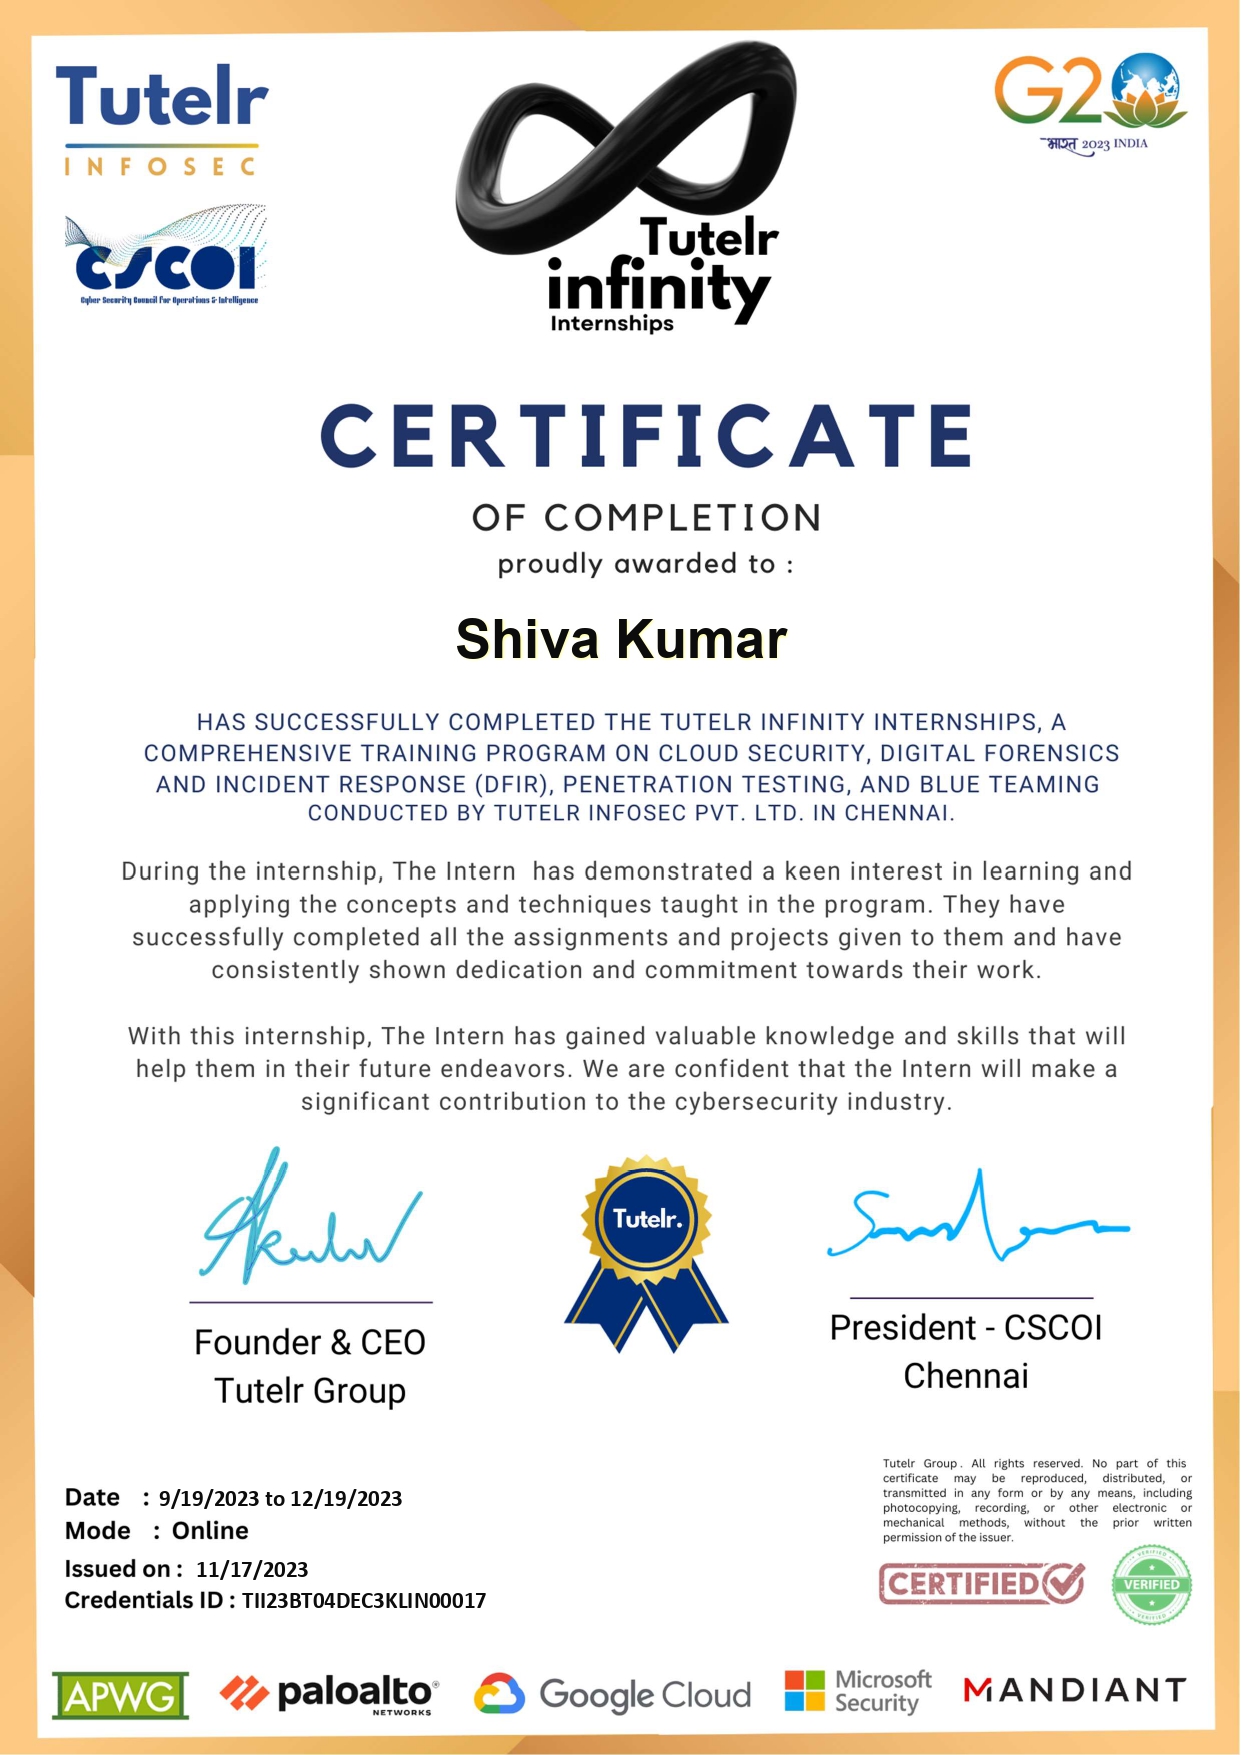 Tutelr
INFOSEC
CSCOI
Cyber Security Council For Operations & Intelligence
Tutelr
infinity
Internships
G20
भारत 2023 INDIA
CERTIFICATE
OF COMPLETION
proudly awarded to :
Shiva Kumar
HAS SUCCESSFULLY COMPLETED THE TUTELR INFINITY INTERNSHIPS, A
COMPREHENSIVE TRAINING PROGRAM ON CLOUD SECURITY, DIGITAL FORENSICS
AND INCIDENT RESPONSE (DFIR), PENETRATION TESTING, AND BLUE TEAMING
CONDUCTED BY TUTELR INFOSEC PVT. LTD. IN CHENNAI.
During the internship, The Intern has demonstrated a keen interest in learning and
applying the concepts and techniques taught in the program. They have
successfully completed all the assignments and projects given to them and have
consistently shown dedication and commitment towards their work.
With this internship, The Intern has gained valuable knowledge and skills that will
help them in their future endeavors. We are confident that the Intern will make a
significant contribution to the cybersecurity industry.
Tutelr.
Founder & CEO
Tutelr Group
President - CSCOI
Chennai
Date : 9/19/2023 to 12/19/2023
Mode : Online
Issued on : 11/17/2023
Credentials ID : TII23BT04DEC3KLIN00017
Tutelr Group . All rights reserved. No part of this
certificate may be reproduced, distributed, or
transmitted in any form or by any means, including
photocopying, recording, or other electronic or
mechanical methods, without the prior written
permission of the issuer.
CERTIFIED
VERIFIED
VERIFIED
VERIFIED
APWG
paloalto®
NETWORKS
Google Cloud
Microsoft
Security
MANDIANT